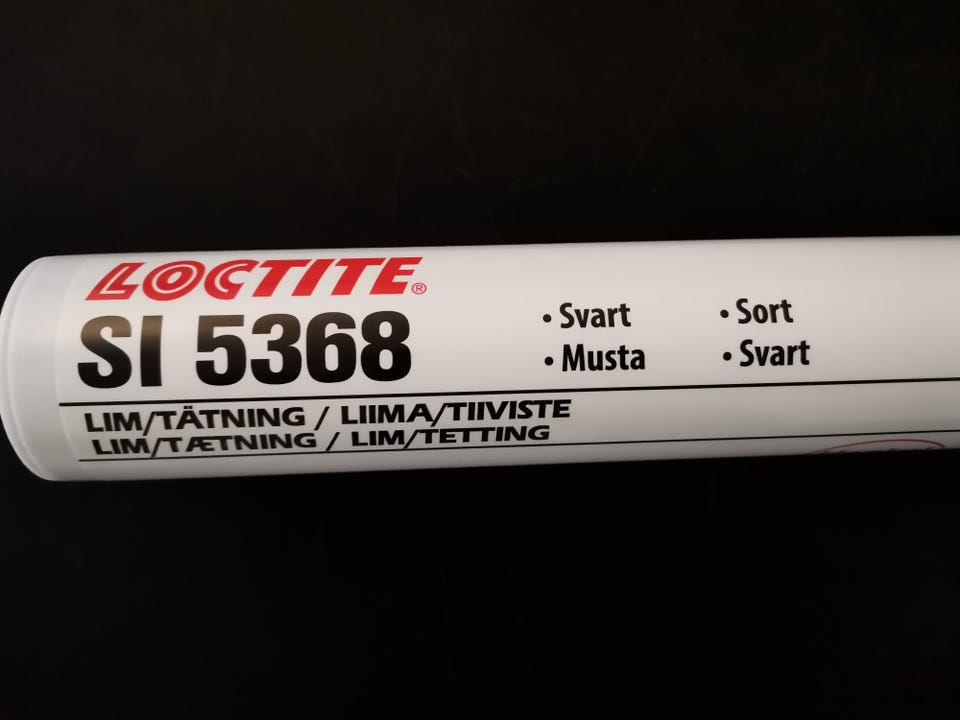 LOCTITE®
SI 5368
• Svart
• Musta
• Sort
• Svart
LIM/TÄTNING / LIIMA/TIIVISTE
LIM/TÆTNING / LIM/TETTING